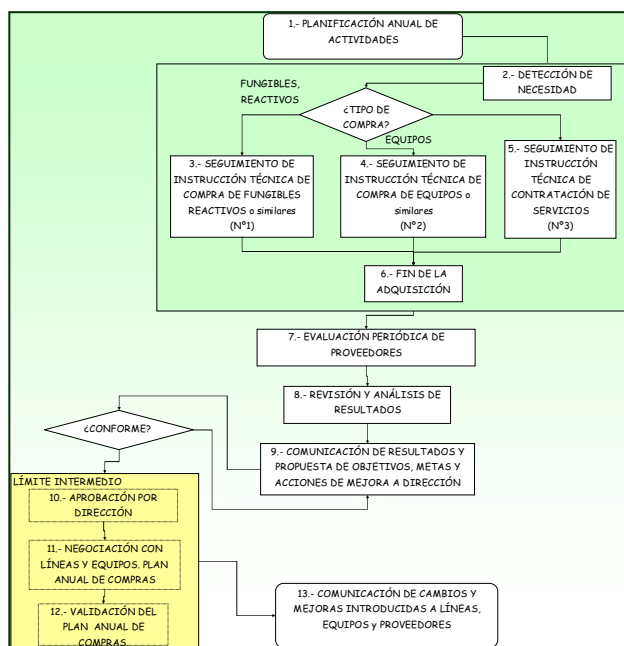 1.- PLANIFICACIÓN ANUAL DE
ACTIVIDADES
2.- DETECCIÓN DE
NECESIDAD
FUNGIBLES,
REACTIVOS
¿TIPO DE
COMPRA?
EQUIPOS
3.- SEGUIMIENTO DE
INSTRUCCIÓN TÉCNICA DE
COMPRA DE FUNGIBLES
REACTIVOS o similares
(Nº1)
4.- SEGUIMIENTO DE
INSTRUCCIÓN TÉCNICA DE
COMPRA DE EQUIPOS o
similares
(Nº2)
5.- SEGUIMIENTO DE
INSTRUCCIÓN
TÉCNICA DE
CONTRATACIÓN DE
SERVICIOS
(Nº3)
6.- FIN DE LA
ADQUISICIÓN
7.- EVALUACIÓN PERIÓDICA DE
PROVEEDORES
8.- REVISIÓN Y ANÁLISIS DE
RESULTADOS
¿CONFORME?
9.- COMUNICACIÓN DE RESULTADOS Y
PROPUESTA DE OBJETIVOS, METAS Y
ACCIONES DE MEJORA A DIRECCIÓN
LÍMITE INTERMEDIO
10.- APROBACIÓN POR
DIRECCIÓN
11.- NEGOCIACIÓN CON
LÍNEAS Y EQUIPOS. PLAN
ANUAL DE COMPRAS
12.- VALIDACIÓN DEL
PLAN ANUAL DE
COMPRAS
13.- COMUNICACIÓN DE CAMBIOS Y
MEJORAS INTRODUCIDAS A LÍNEAS,
EQUIPOS y PROVEEDORES